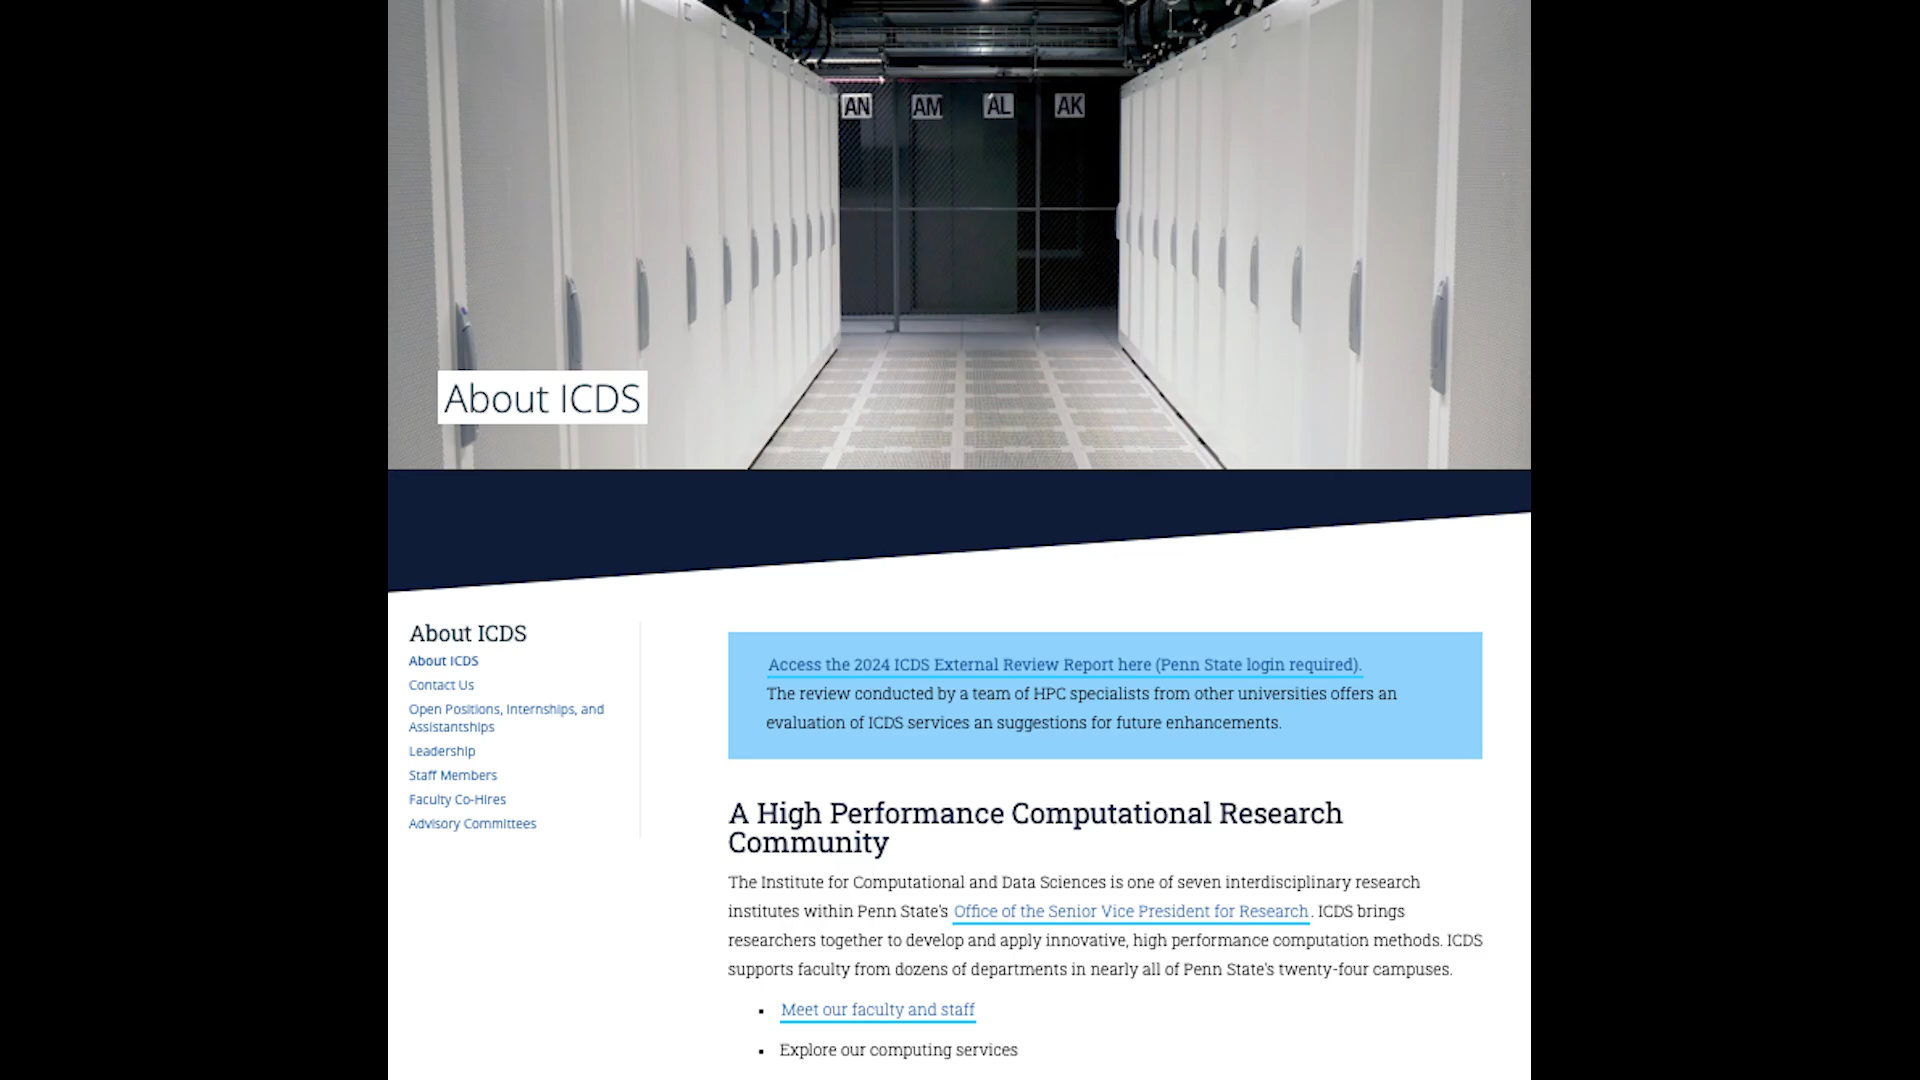 AN AM AL AK
About ICDS
About ICDS
About ICDS
Contact Us
Open Positions, Internships, and
Assistantships
Leadership
Staff Members
Faculty Co-Hires
Advisory Committees
Access the 2024 ICDS External Review Report here (Penn State login required).
The review conducted by a team of HPC specialists from other universities offers an
evaluation of ICDS services an suggestions for future enhancements.
A High Performance Computational Research
Community
The Institute for Computational and Data Sciences is one of seven interdisciplinary research
institutes within Penn State's Office of the Senior Vice President for Research. ICDS brings
researchers together to develop and apply innovative, high performance computation methods. ICDS
supports faculty from dozens of departments in nearly all of Penn State's twenty-four campuses.
▪ Meet our faculty and staff
▪ Explore our computing services